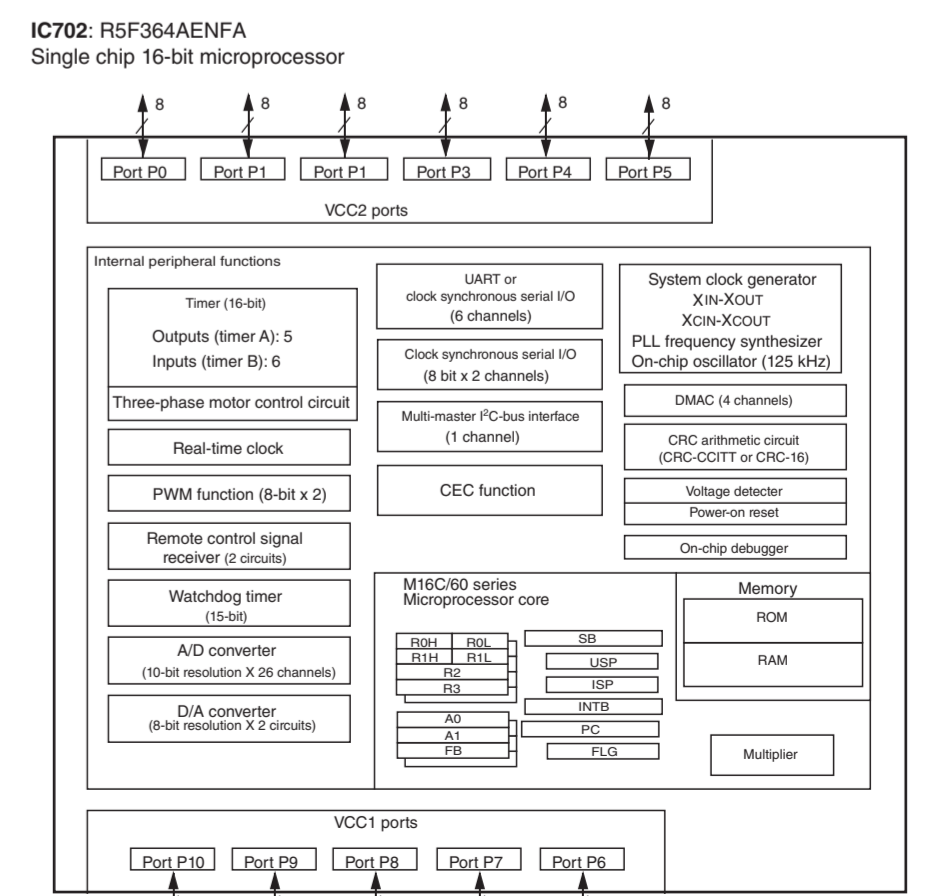 IC702: R5F364AENFA
Single chip 16-bit microprocessor
8 8 8 8 8 8
Port P0 Port P1 Port P1 Port P3 Port P4 Port P5
VCC2 ports
Internal peripheral functions
Timer (16-bit)
Outputs (timer A): 5
Inputs (timer B): 6
Three-phase motor control circuit
Real-time clock
PWM function (8-bit x 2)
Remote control signal
receiver (2 circuits)
Watchdog timer
(15-bit)
A/D converter
(10-bit resolution X 26 channels)
D/A converter
(8-bit resolution X 2 circuits)
UART or
clock synchronous serial I/O
(6 channels)
Clock synchronous serial I/O
(8 bit x 2 channels)
Multi-master I²C-bus interface
(1 channel)
CEC function
System clock generator
XIN-XOUT
XCIN-XCOUT
PLL frequency synthesizer
On-chip oscillator (125 kHz)
DMAC (4 channels)
CRC arithmetic circuit
(CRC-CCITT or CRC-16)
Voltage detecter
Power-on reset
On-chip debugger
M16C/60 series
Microprocessor core
R0H R0L
R1H R1L
R2
R3
A0
A1
FB
SB
USP
ISP
INTB
PC
FLG
Memory
ROM
RAM
Multiplier
VCC1 ports
Port P10 Port P9 Port P8 Port P7 Port P6